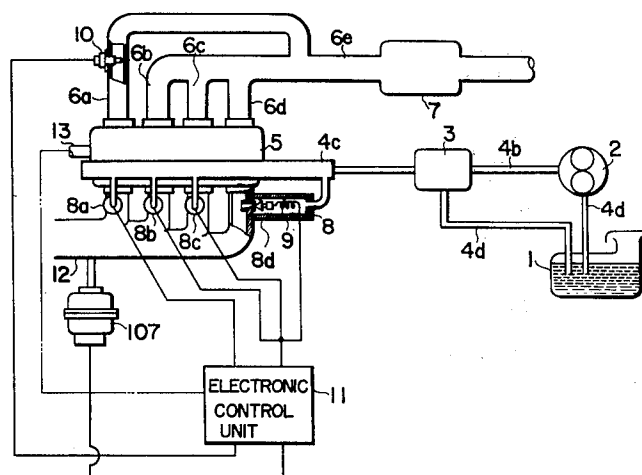 10
6b
6c
6e
6a
6d
7
13
5
4c
3
4b
2
8a
8b
8c
8d
9
8
4d
4d
1
12
107
ELECTRONIC
CONTROL
UNIT
11